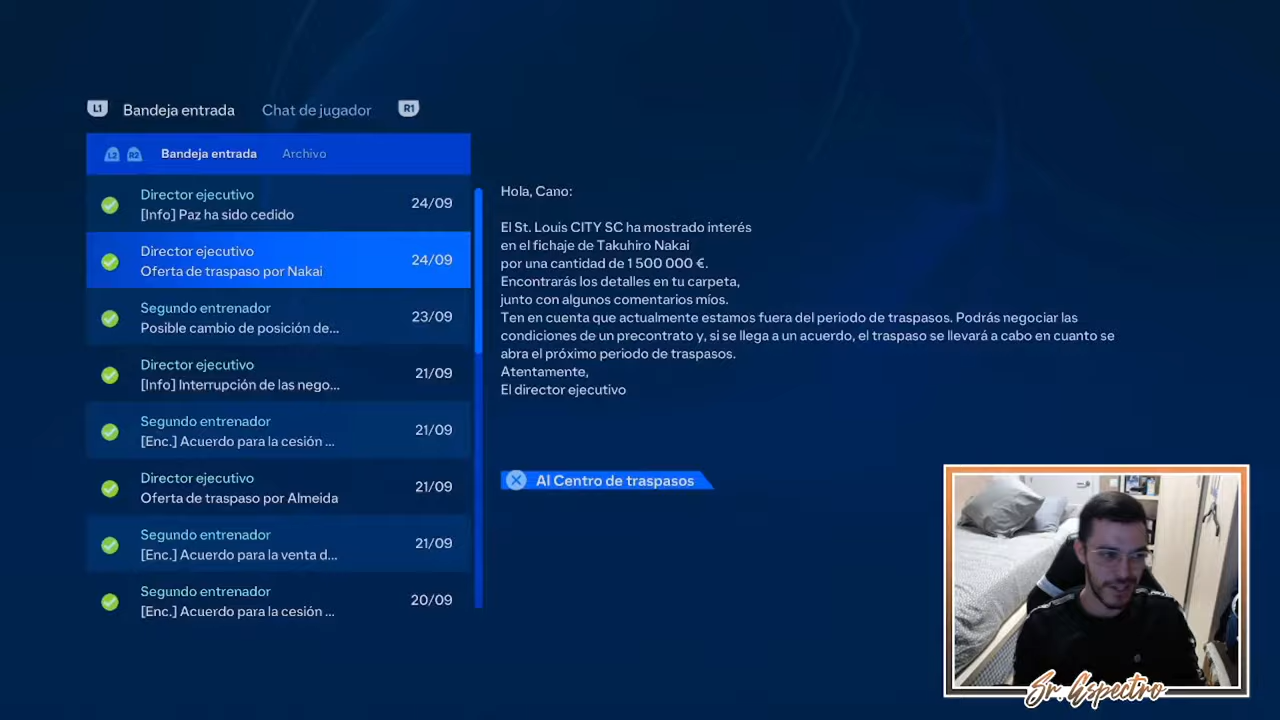 L1 Bandeja entrada Chat de jugador R1
L2 R2 Bandeja entrada Archivo
Director ejecutivo
[Info] Paz ha sido cedido
24/09
Director ejecutivo
Oferta de traspaso por Nakai
24/09
Segundo entrenador
Posible cambio de posición de...
23/09
Director ejecutivo
[Info] Interrupción de las nego...
21/09
Segundo entrenador
[Enc.] Acuerdo para la cesión ...
21/09
Director ejecutivo
Oferta de traspaso por Almeida
21/09
Segundo entrenador
[Enc.] Acuerdo para la venta d...
21/09
Segundo entrenador
[Enc.] Acuerdo para la cesión ...
20/09
Hola, Cano:
El St. Louis CITY SC ha mostrado interés
en el fichaje de Takuhiro Nakai
por una cantidad de 1 500 000 €.
Encontrarás los detalles en tu carpeta,
junto con algunos comentarios míos.
Ten en cuenta que actualmente estamos fuera del periodo de traspasos. Podrás negociar las
condiciones de un precontrato y, si se llega a un acuerdo, el traspaso se llevará a cabo en cuanto se
abra el próximo periodo de traspasos.
Atentamente,
El director ejecutivo
Al Centro de traspasos
Sr. Aspectro